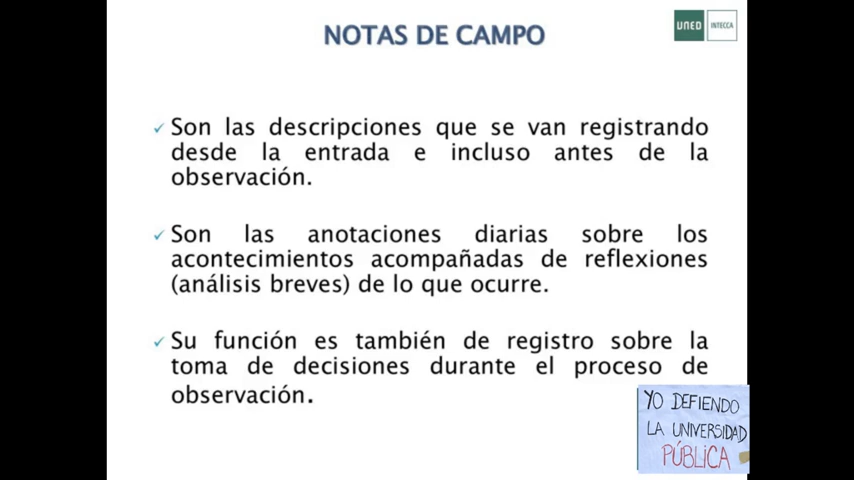 NOTAS DE CAMPO
UNED
INTECCA
Son las descripciones que se van registrando
desde la entrada e incluso antes de la
observación.
Son las anotaciones diarias sobre los
acontecimientos acompañadas de reflexiones
(análisis breves) de lo que ocurre.
Su función es también de registro sobre la
toma de decisiones durante el proceso de
observación.
YO DEFIENDO
LA UNIVERSIDAD
PÚBLICA